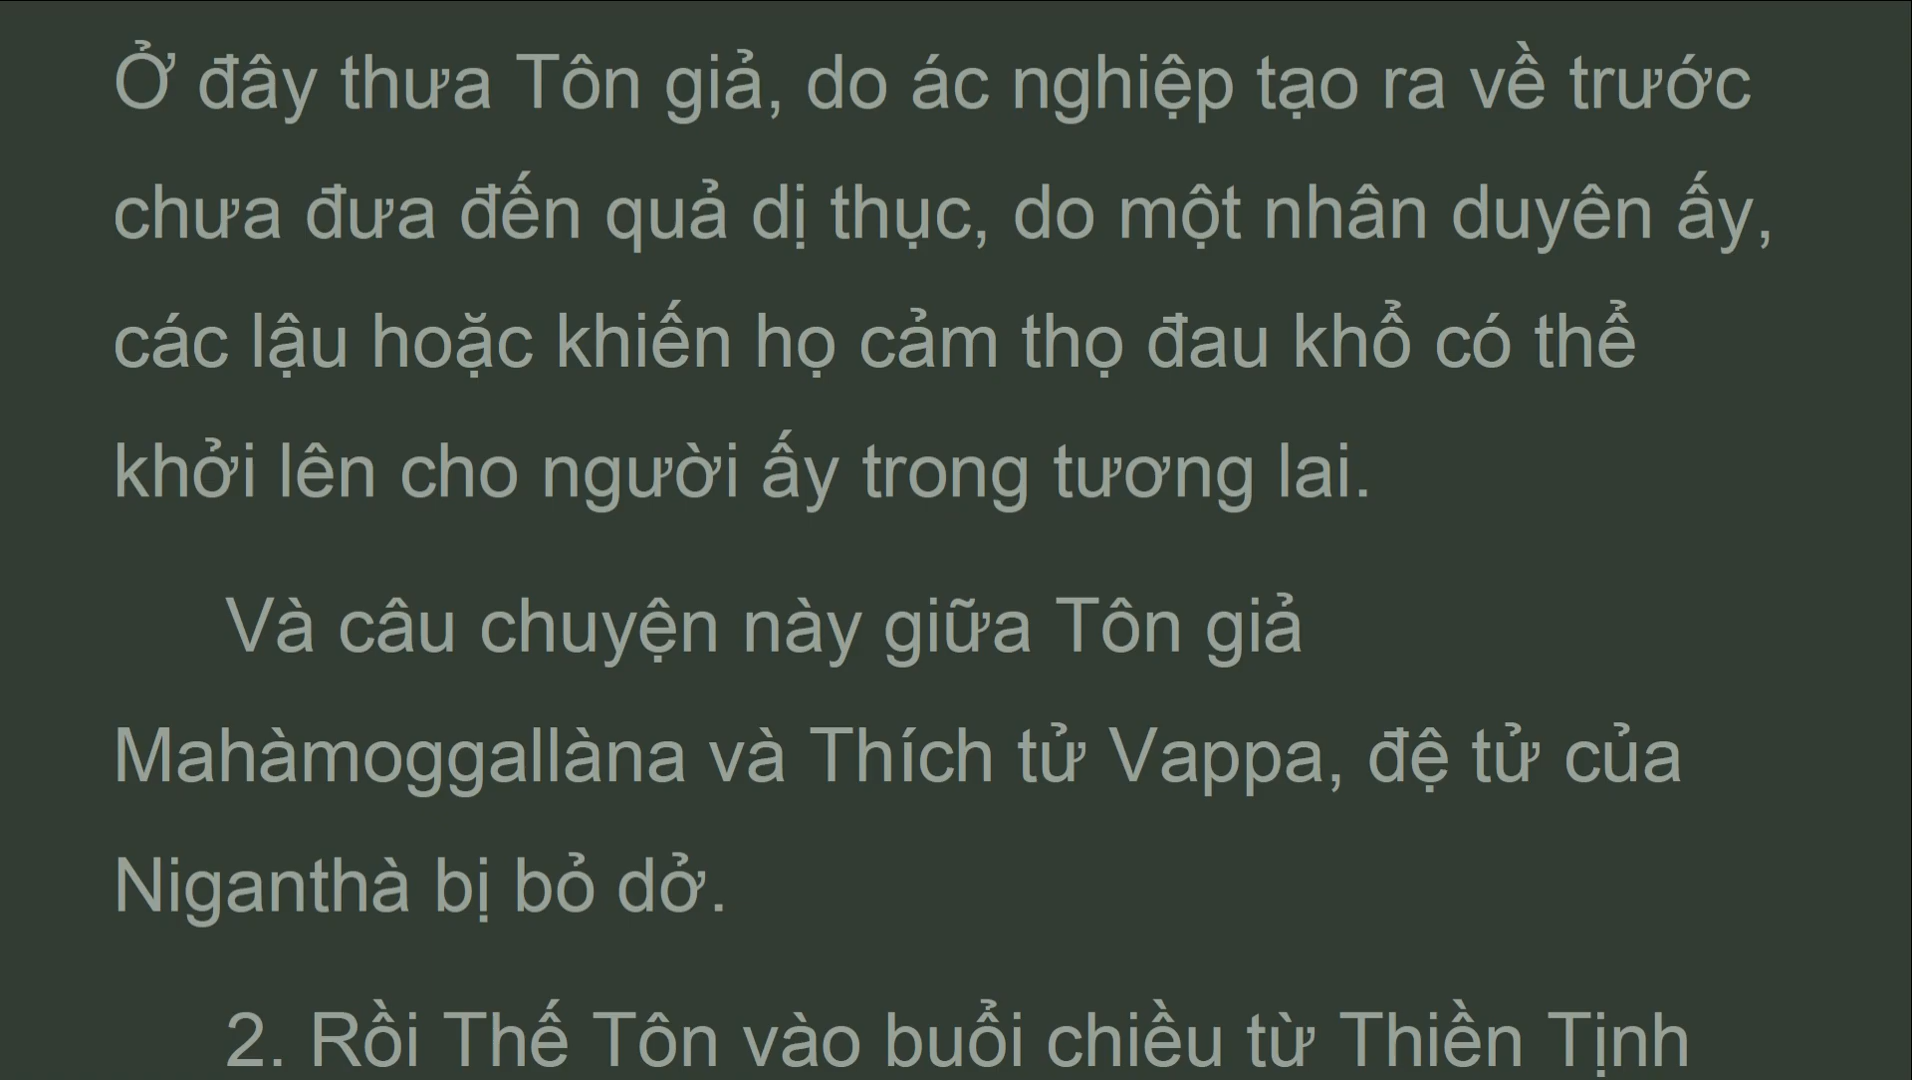 Ở đây thưa Tôn giả, do ác nghiệp tạo ra về trước
chưa đưa đến quả dị thục, do một nhân duyên ấy,
các lậu hoặc khiến họ cảm thọ đau khổ có thể
khởi lên cho người ấy trong tương lai.
Và câu chuyện này giữa Tôn giả
Mahàmoggallàna và Thích tử Vappa, đệ tử của
Niganthà bị bỏ dở.
2. Rồi Thế Tôn vào buổi chiều từ Thiền Tịnh